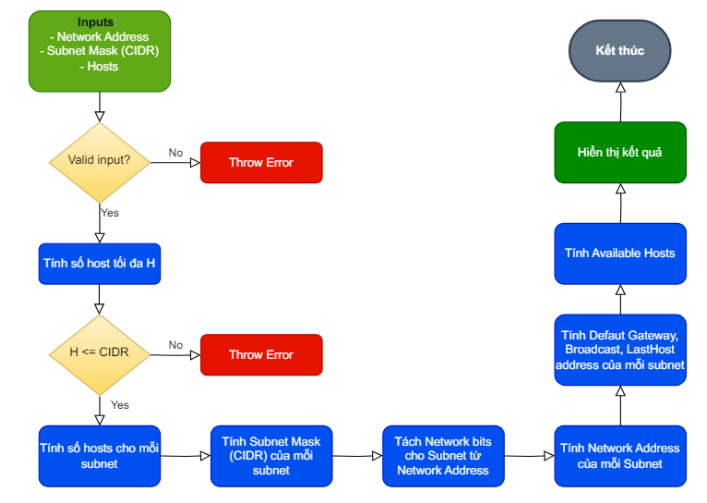 Inputs:
- Network Address
- Subnet Mask (CIDR)
- Hosts
Valid input?
No
Throw Error
Yes
Tính số host tối đa H
H <= CIDR
No
Throw Error
Yes
Tính số hosts cho mỗi
subnet
Tính Subnet Mask
(CIDR) của mỗi
subnet
Tách Network bits
cho Subnet từ
Network Address
Tính Network Address
của mỗi Subnet
Tính Defaut Gateway,
Broadcast, LastHost
address của mỗi subnet
Tính Available Hosts
Hiển thị kết quả
Kết thúc